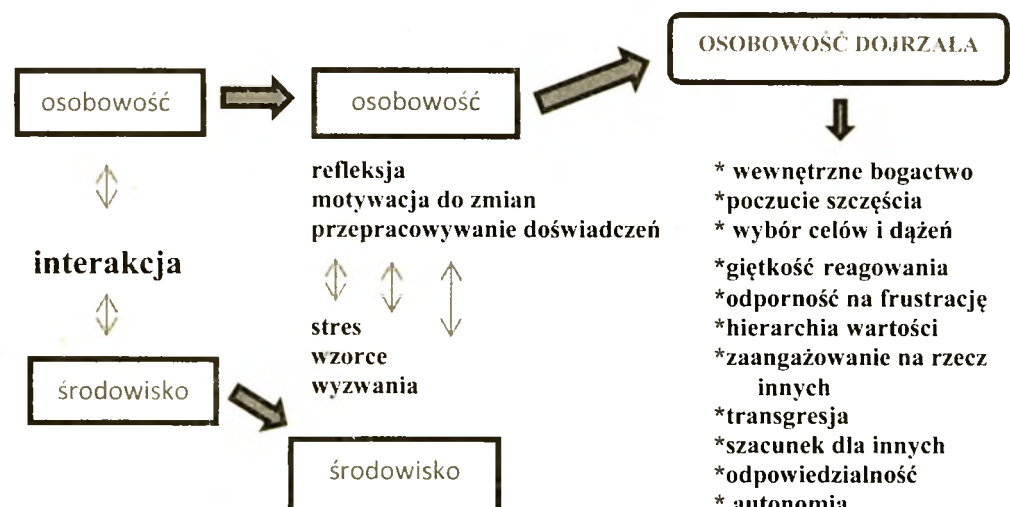 OSOBOWOŚĆ DOJRZAŁA
osobowość
osobowość
refleksja
motywacja do zmian
przepracowywanie doświadczeń
interakcja
stres
wzorce
wyzwania
środowisko
środowisko
* wewnętrzne bogactwo
*poczucie szczęścia
* wybór celów i dążeń
*giętkość reagowania
*odporność na frustrację
*hierarchia wartości
*zaangażowanie na rzecz
innych
*transgresja
*szacunek dla innych
*odpowiedzialność
* autonomia